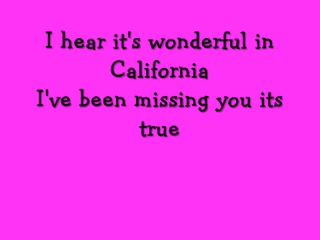 I hear it's wonderful in
California
I've been missing you its
true